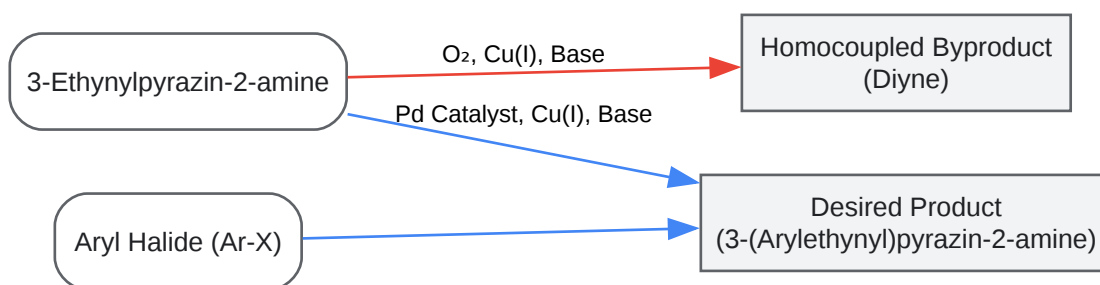 3-Ethynylpyrazin-2-amine
O₂, Cu(I), Base
Homocoupled Byproduct
(Diyne)
Pd Catalyst, Cu(I), Base
Aryl Halide (Ar-X)
Desired Product
(3-(Arylethynyl)pyrazin-2-amine)